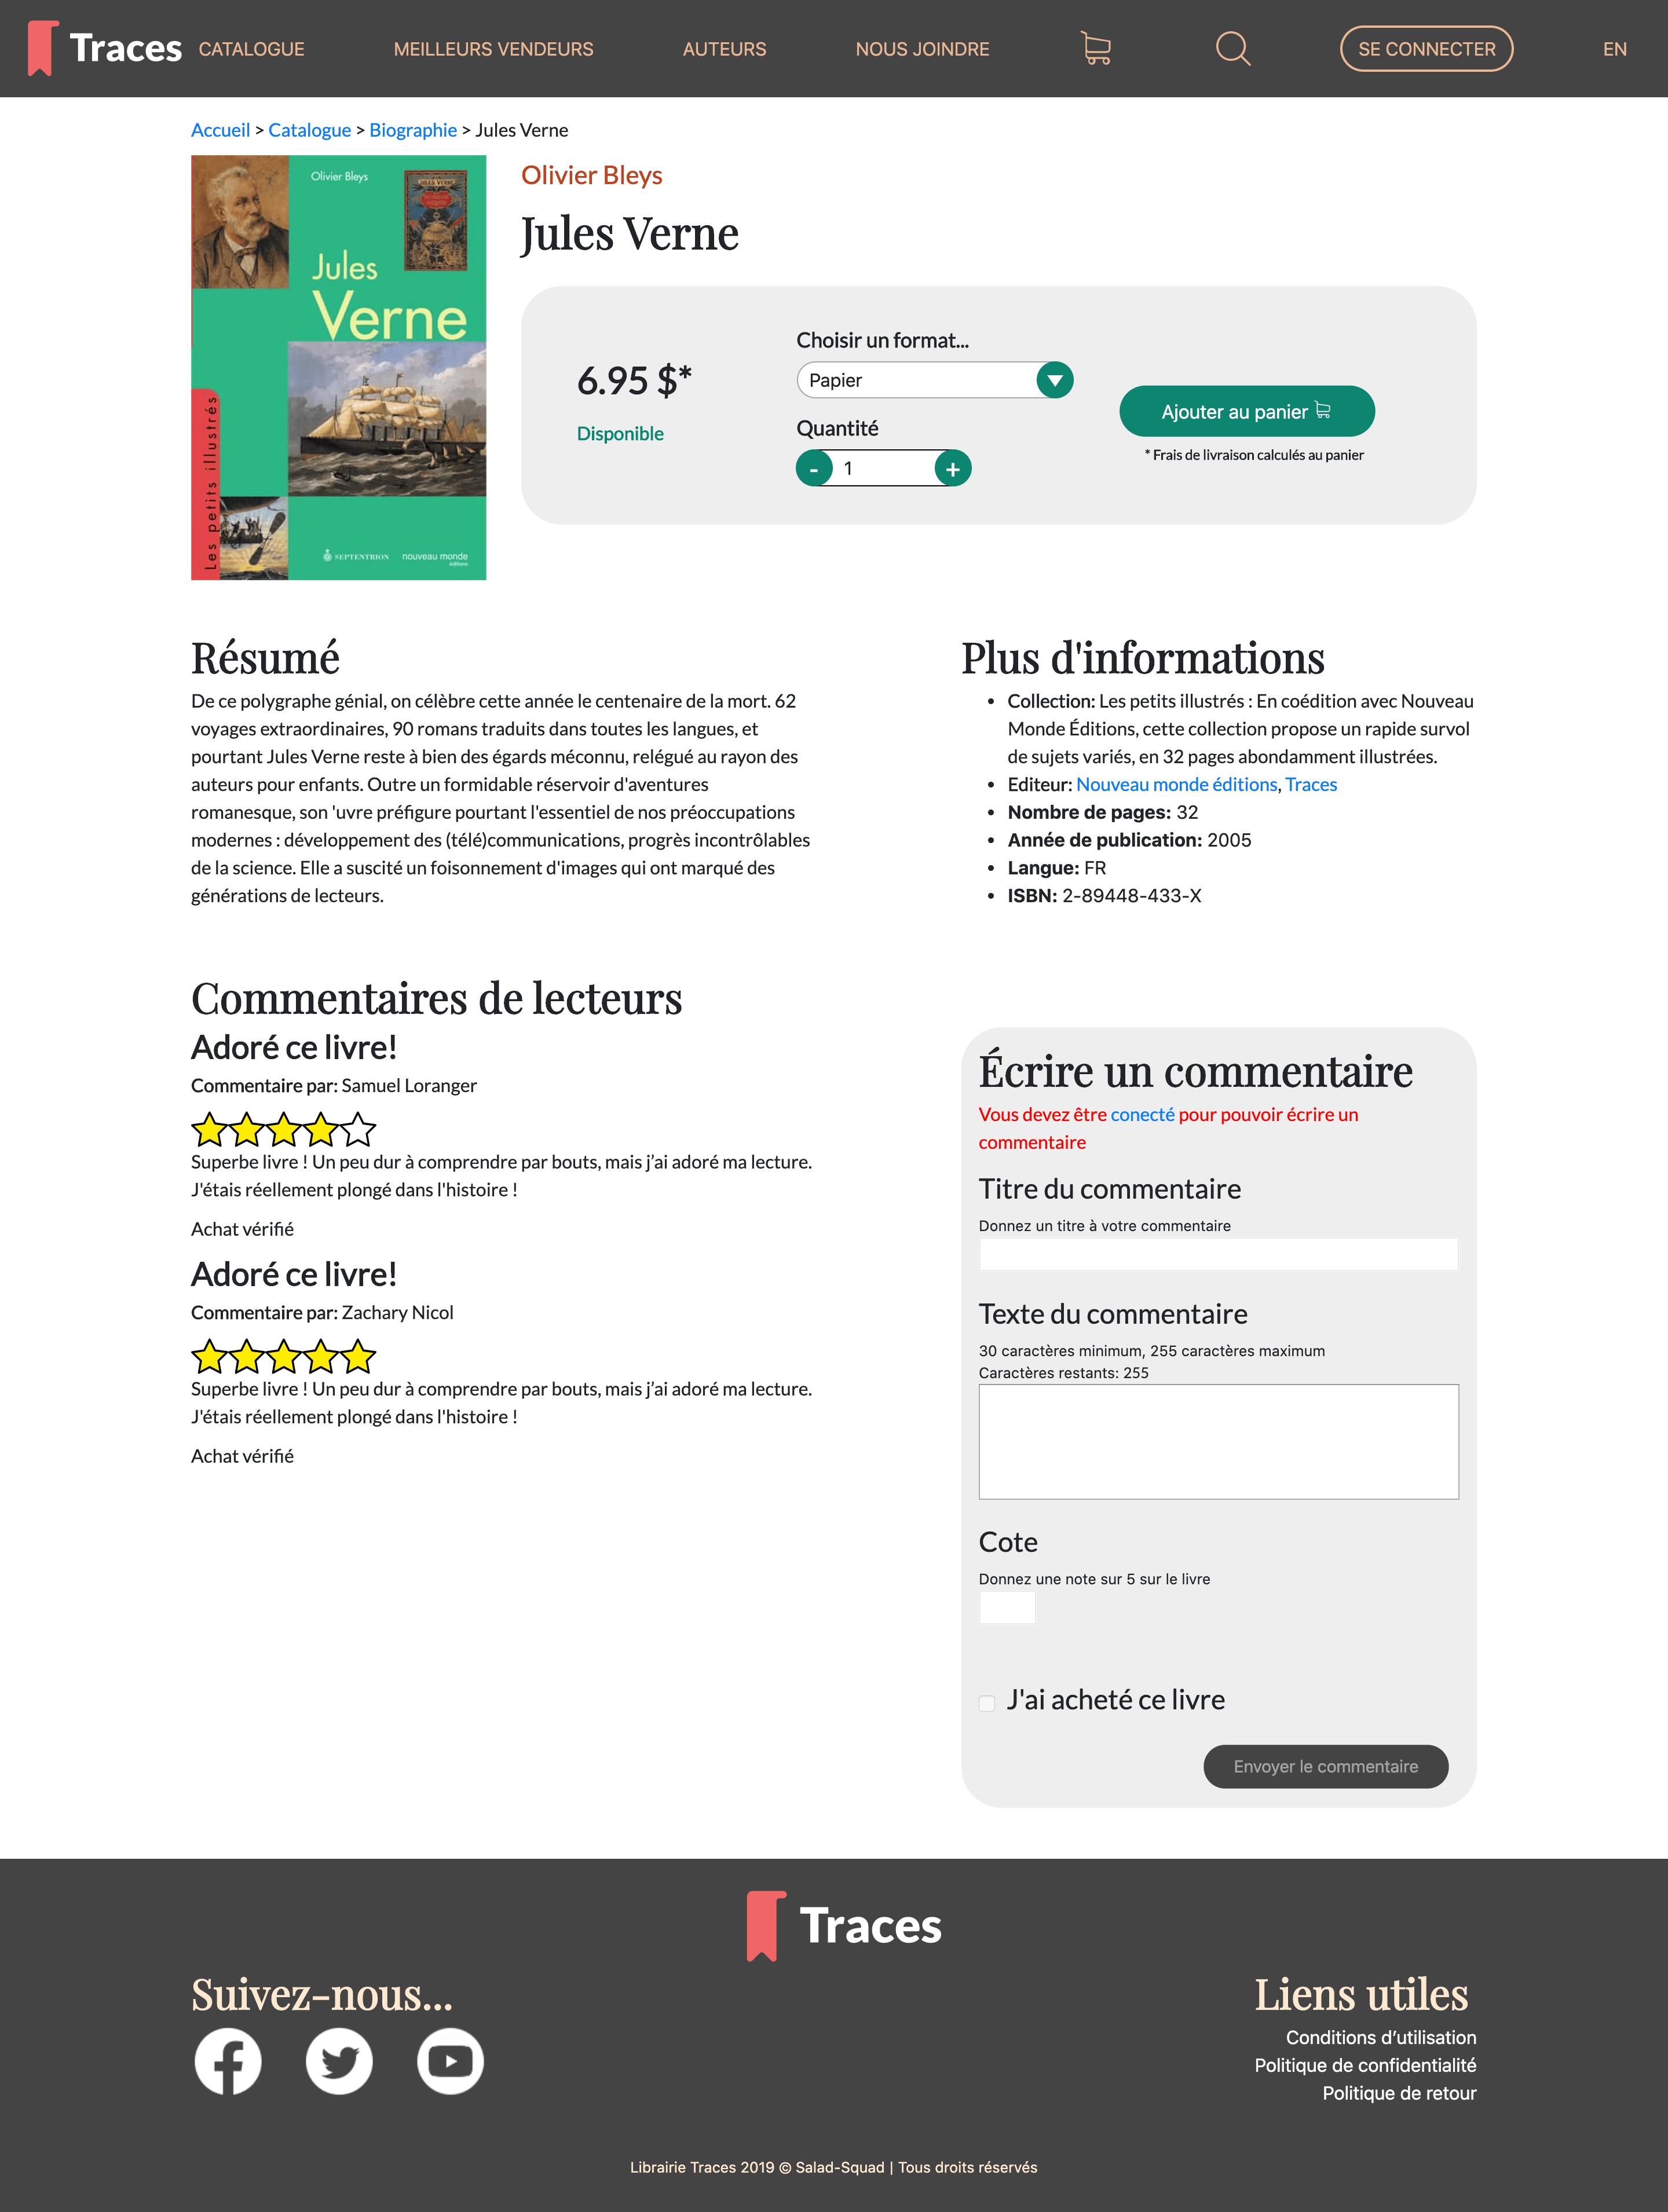 Traces
CATALOGUE
MEILLEURS VENDEURS
AUTEURS
NOUS JOINDRE
SE CONNECTER
EN
Accueil > Catalogue > Biographie > Jules Verne
Olivier Bleys
Jules
Verne
Les petits illustrés
SEPTENTRION
nouveau monde
éditions
Olivier Bleys
Jules Verne
6.95 $*
Disponible
Choisir un format...
Papier
Quantité
- 1 +
Ajouter au panier
* Frais de livraison calculés au panier
Résumé
De ce polygraphe génial, on célèbre cette année le centenaire de la mort. 62
voyages extraordinaires, 90 romans traduits dans toutes les langues, et
pourtant Jules Verne reste à bien des égards méconnu, relégué au rayon des
auteurs pour enfants. Outre un formidable réservoir d'aventures
romanesque, son 'uvre préfigure pourtant l'essentiel de nos préoccupations
modernes : développement des (télé)communications, progrès incontrôlables
de la science. Elle a suscité un foisonnement d'images qui ont marqué des
générations de lecteurs.
Plus d'informations
• Collection: Les petits illustrés : En coédition avec Nouveau
Monde Éditions, cette collection propose un rapide survol
de sujets variés, en 32 pages abondamment illustrées.
• Editeur: Nouveau monde éditions, Traces
• Nombre de pages: 32
• Année de publication: 2005
• Langue: FR
• ISBN: 2-89448-433-X
Commentaires de lecteurs
Adoré ce livre!
Commentaire par: Samuel Loranger
Superbe livre ! Un peu dur à comprendre par bouts, mais j’ai adoré ma lecture.
J'étais réellement plongé dans l'histoire !
Achat vérifié
Adoré ce livre!
Commentaire par: Zachary Nicol
Superbe livre ! Un peu dur à comprendre par bouts, mais j’ai adoré ma lecture.
J'étais réellement plongé dans l'histoire !
Achat vérifié
Écrire un commentaire
Vous devez être conecté pour pouvoir écrire un
commentaire
Titre du commentaire
Donnez un titre à votre commentaire
Texte du commentaire
30 caractères minimum, 255 caractères maximum
Caractères restants: 255
Cote
Donnez une note sur 5 sur le livre
J'ai acheté ce livre
Envoyer le commentaire
Traces
Suivez-nous...
Liens utiles
Conditions d’utilisation
Politique de confidentialité
Politique de retour
Librairie Traces 2019 © Salad-Squad | Tous droits réservés